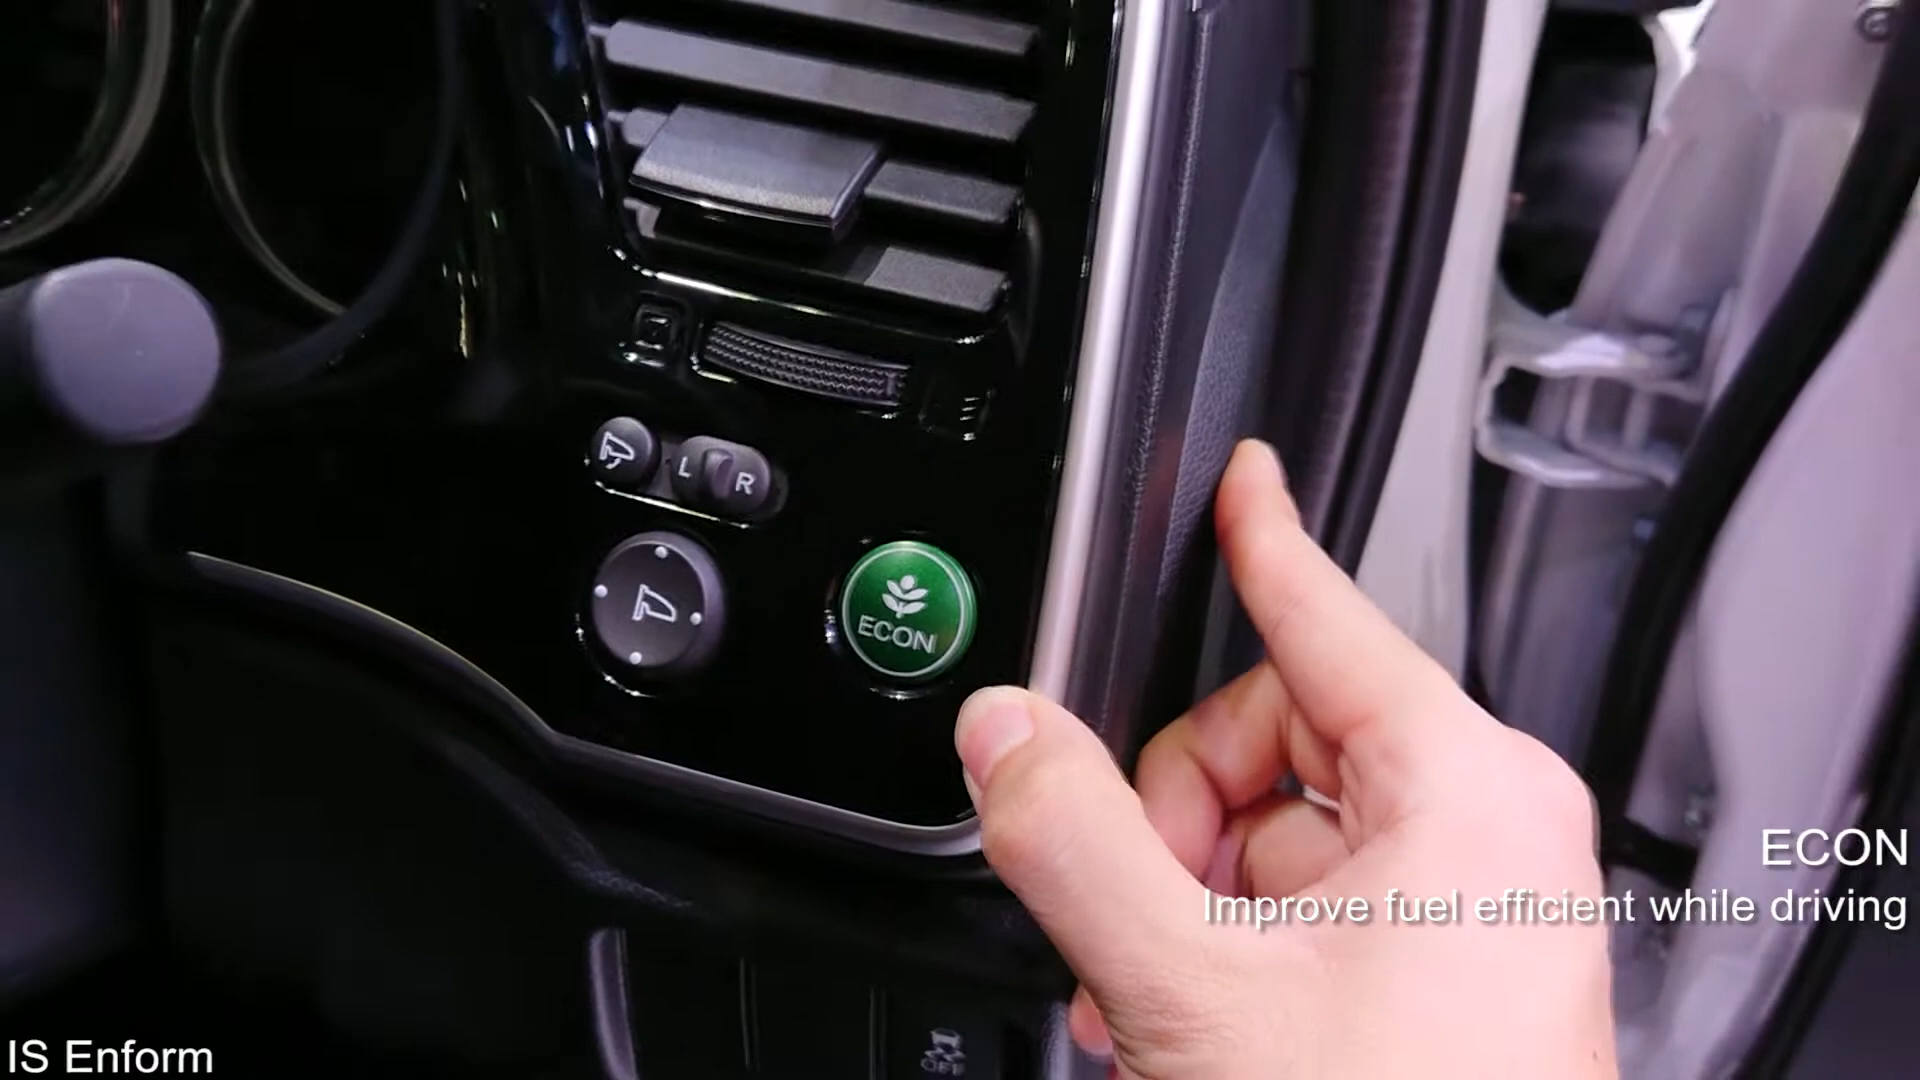 L R
ECON
ECON
Improve fuel efficient while driving
OFF
IS Enform